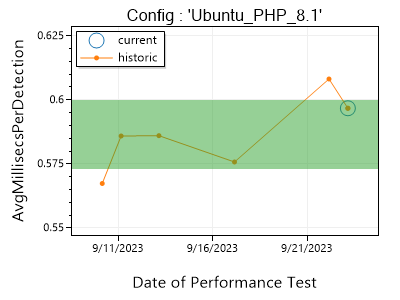 Config : 'Ubuntu_PHP_8.1'
current
historic
0.625
0.6
0.575
0.55
AvgMillisecsPerDetection
9/11/2023
9/16/2023
9/21/2023
Date of Performance Test